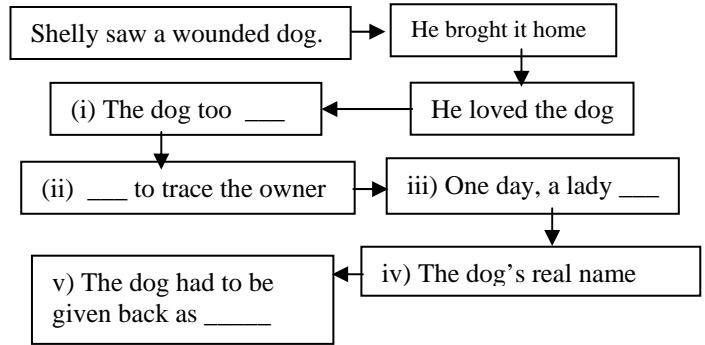 Shelly saw a wounded dog.
He broght it home
He loved the dog
(i) The dog too ___
(ii) ___ to trace the owner
iii) One day, a lady ___
iv) The dog’s real name
v) The dog had to be
given back as _____